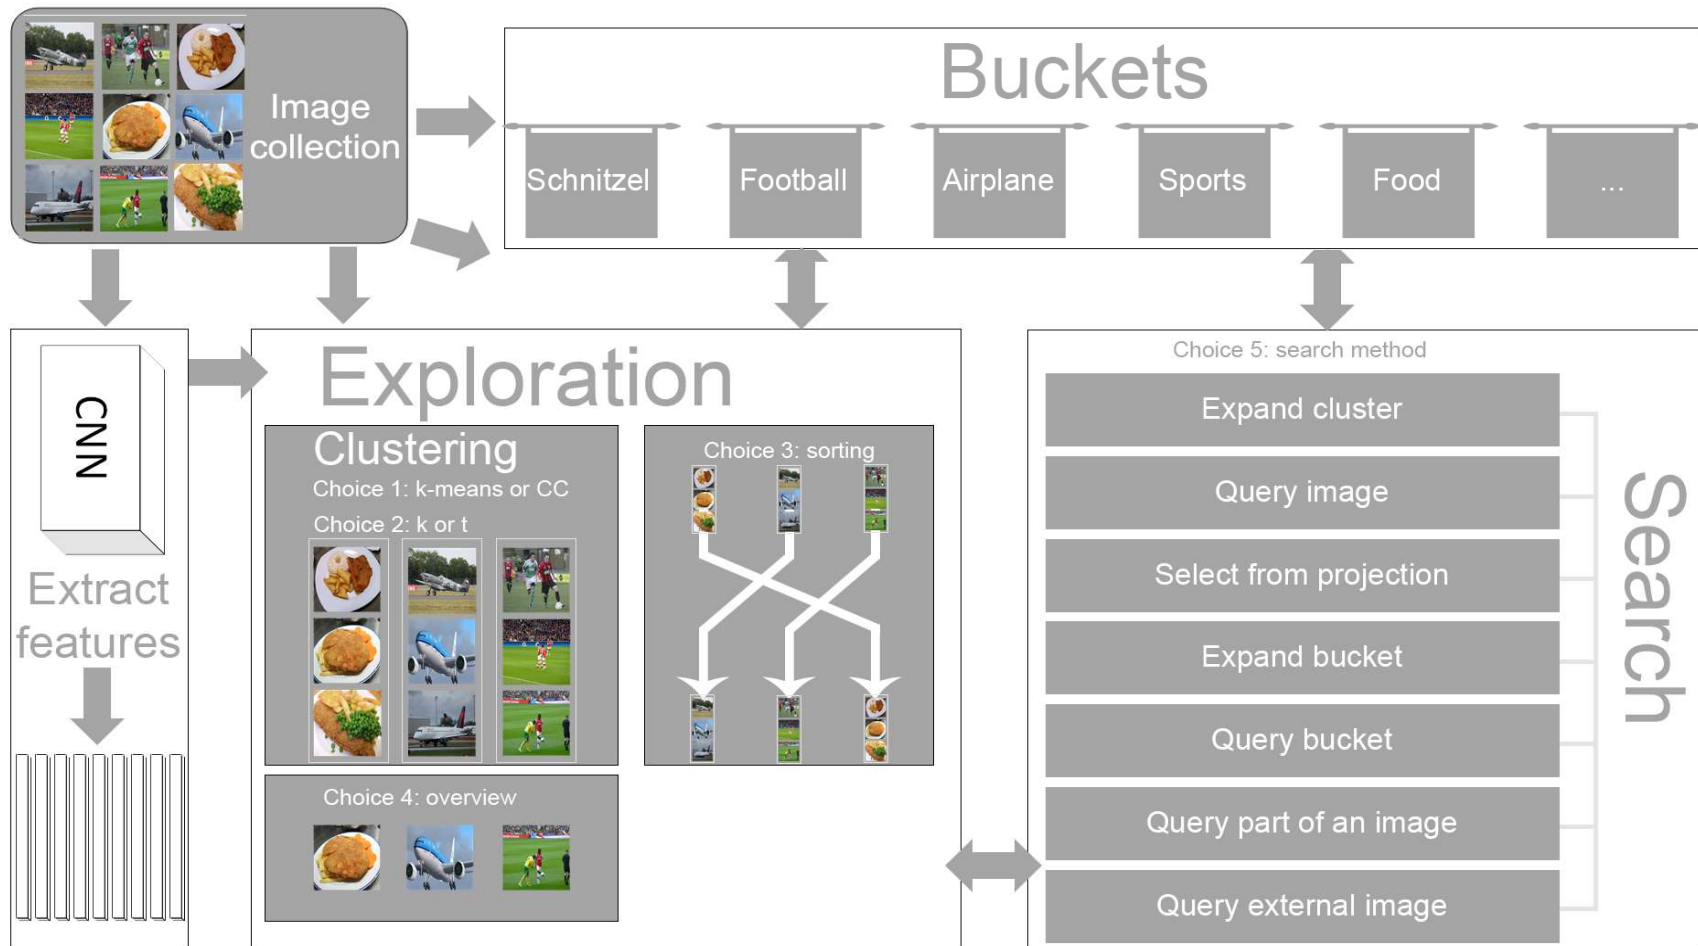 Image
collection
Buckets
Schnitzel
Football
Airplane
Sports
Food
...
CNN
Extract
features
Exploration
Clustering
Choice 1: k-means or CC
Choice 2: k or t
Choice 3: sorting
Choice 4: overview
Choice 5: search method
Expand cluster
Query image
Select from projection
Expand bucket
Query bucket
Query part of an image
Query external image
Search